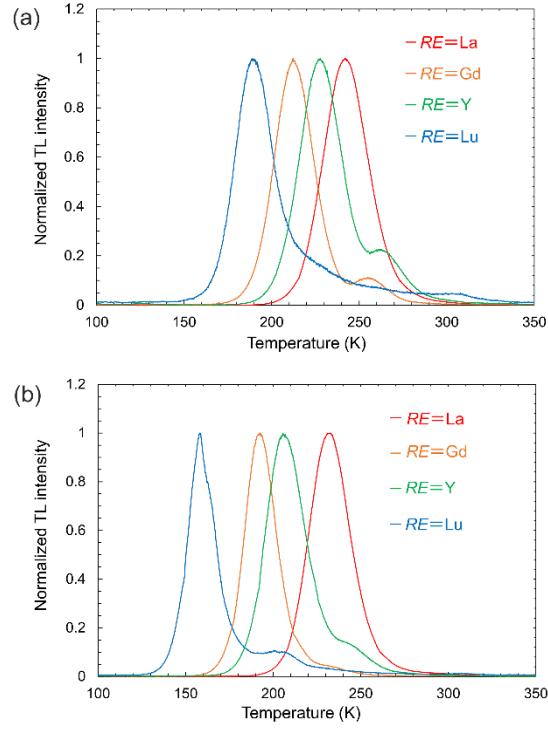 (a)
1.2
1
0.8
0.6
0.4
0.2
0
Normalized TL intensity
RE=La
RE=Gd
RE=Y
RE=Lu
100 150 200 250 300 350
Temperature (K)
(b)
1.2
1
0.8
0.6
0.4
0.2
0
Normalized TL intensity
RE=La
RE=Gd
RE=Y
RE=Lu
100 150 200 250 300 350
Temperature (K)